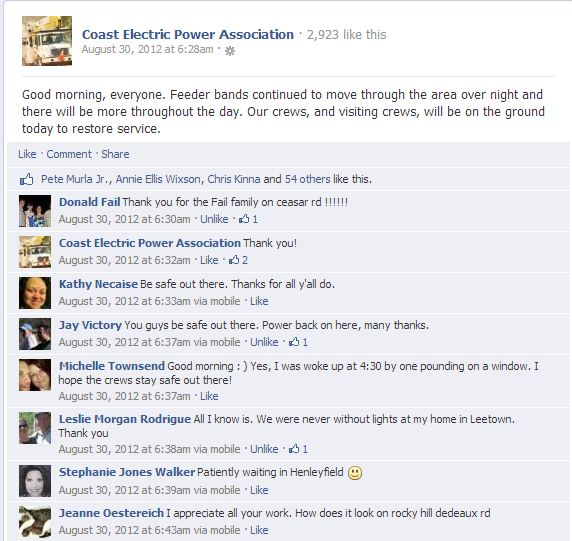 Coast Electric Power Association · 2,923 like this
August 30, 2012 at 6:28am ·
Good morning, everyone. Feeder bands continued to move through the area over night and
there will be more throughout the day. Our crews, and visiting crews, will be on the ground
today to restore service.
Like · Comment · Share
Pete Murla Jr., Annie Ellis Wixson, Chris Kinna and 54 others like this.
Donald Fail Thank you for the Fail family on ceasar rd !!!!!!
August 30, 2012 at 6:30am · Unlike · 1
Coast Electric Power Association Thank you!
August 30, 2012 at 6:32am · Like · 2
Kathy Necaise Be safe out there. Thanks for all y'all do.
August 30, 2012 at 6:33am via mobile · Like
Jay Victory You guys be safe out there. Power back on here, many thanks.
August 30, 2012 at 6:37am via mobile · Unlike · 1
Michelle Townsend Good morning : ) Yes, I was woke up at 4:30 by one pounding on a window. I
hope the crews stay safe out there!
August 30, 2012 at 6:37am · Like
Leslie Morgan Rodrigue All I know is. We were never without lights at my home in Leetown.
Thank you
August 30, 2012 at 6:38am via mobile · Unlike · 1
Stephanie Jones Walker Patiently waiting in Henleyfield
August 30, 2012 at 6:39am via mobile · Like
Jeanne Oestereich I appreciate all your work. How does it look on rocky hill dedeaux rd
August 30, 2012 at 6:43am via mobile · Like